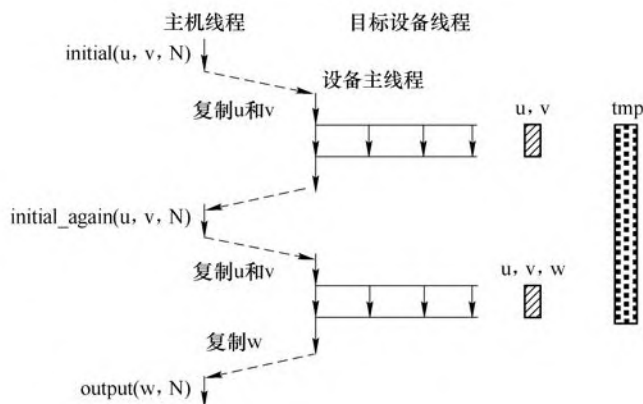 主机线程
目标设备线程
initial(u, v, N)
设备主线程
复制u和v
u, v
tmp
initial_again(u, v, N)
复制u和v
u, v, w
复制w
output(w, N)